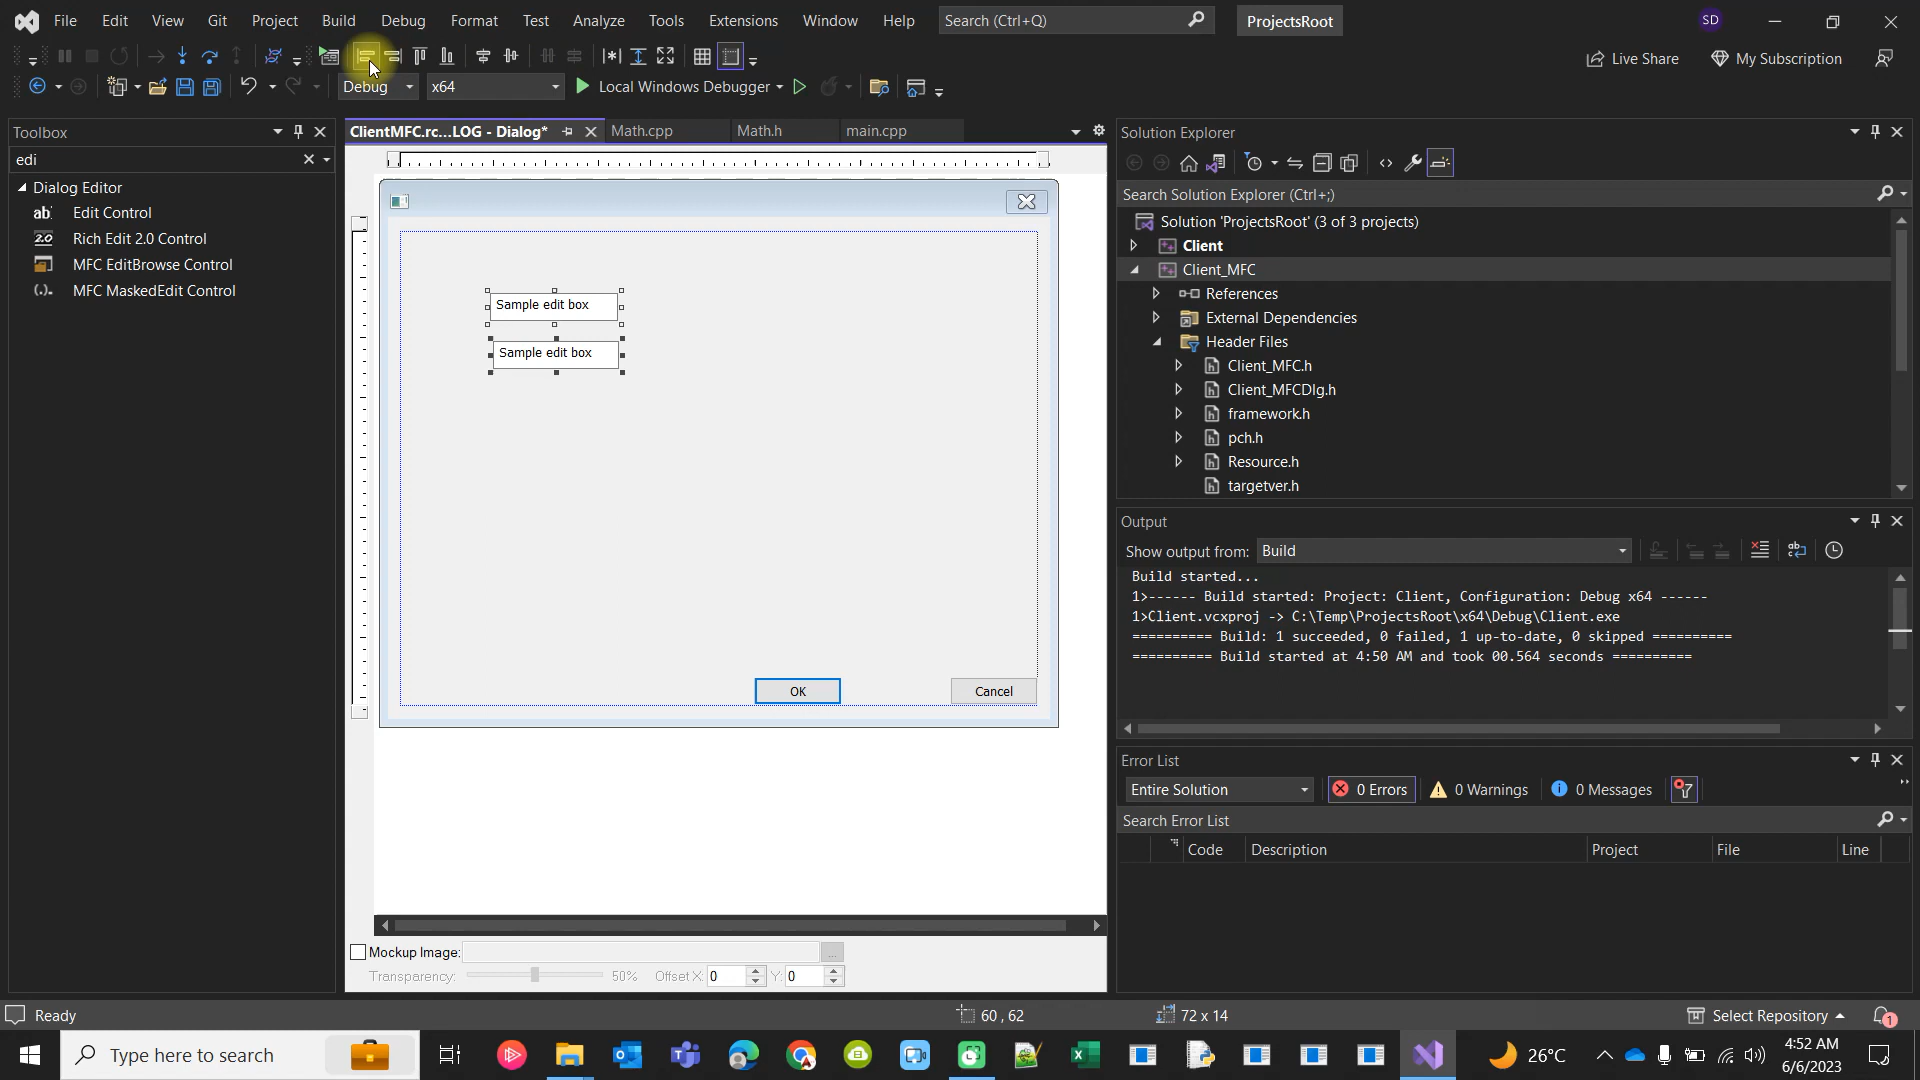 File Edit View Git Project Build Debug Format Test Analyze Tools Extensions Window Help Search (Ctrl+Q) ProjectsRoot SD
Live Share My Subscription
Debug x64 Local Windows Debugger
Toolbox
edi
Dialog Editor
ab Edit Control
2.0 Rich Edit 2.0 Control
MFC EditBrowse Control
MFC MaskedEdit Control
ClientMFC.rc...LOG - Dialog* Math.cpp Math.h main.cpp
Sample edit box
Sample edit box
OK Cancel
Mockup Image: ...
Transparency: 50% Offset X: 0 Y: 0
Solution Explorer
Search Solution Explorer (Ctrl+;)
Solution 'ProjectsRoot' (3 of 3 projects)
Client
Client_MFC
References
External Dependencies
Header Files
Client_MFC.h
Client_MFCDlg.h
framework.h
pch.h
Resource.h
targetver.h
Output
Show output from: Build
Build started...
1>------ Build started: Project: Client, Configuration: Debug x64 ------
1>Client.vcxproj -> C:\Temp\ProjectsRoot\x64\Debug\Client.exe
========== Build: 1 succeeded, 0 failed, 1 up-to-date, 0 skipped ==========
========== Build started at 4:50 AM and took 00.564 seconds ==========
Error List
Entire Solution 0 Errors 0 Warnings 0 Messages
Search Error List
Code Description Project File Line
Ready 60 , 62 72 x 14 Select Repository 1
Type here to search 26°C 4:52 AM
6/6/2023